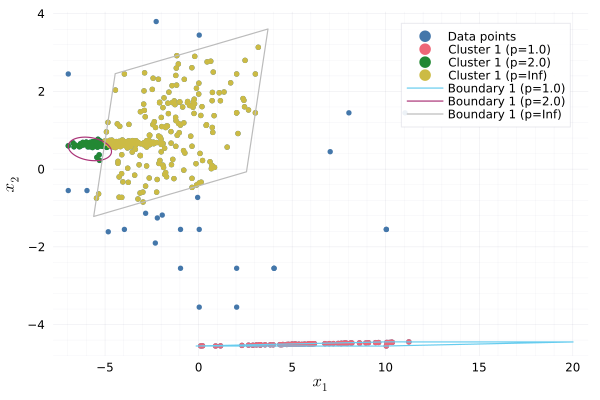 4
2
0
−2
−4
−5
0
5
10
15
20
x₁
x₂
Data points
Cluster 1 (p=1.0)
Cluster 1 (p=2.0)
Cluster 1 (p=Inf)
Boundary 1 (p=1.0)
Boundary 1 (p=2.0)
Boundary 1 (p=Inf)